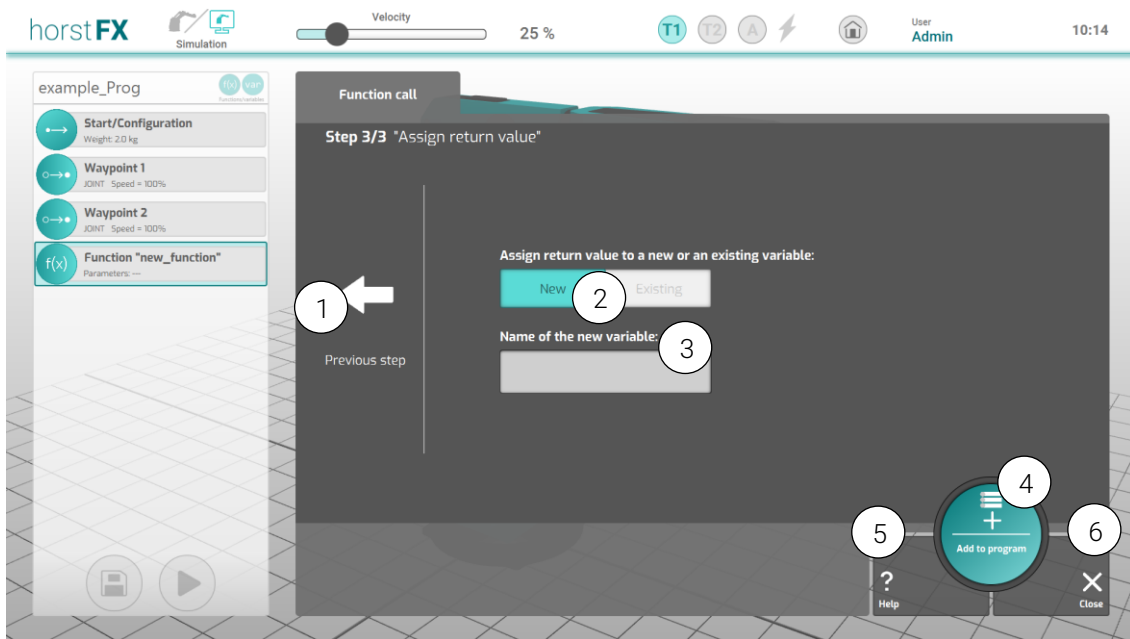 horstFX
Simulation
Velocity
25 %
T1
T2
A
User
Admin
10:14
example_Prog
f(x) var
Functions/variables
Start/Configuration
Weight: 2.0 kg
Waypoint 1
JOINT Speed = 100%
Waypoint 2
JOINT Speed = 100%
f(x)
Function "new_function"
Parameters: ---
Function call
Step 3/3 "Assign return value"
1
Previous step
Assign return value to a new or an existing variable:
New
2
Existing
Name of the new variable:
3
4
Add to program
5
?
Help
6
Close